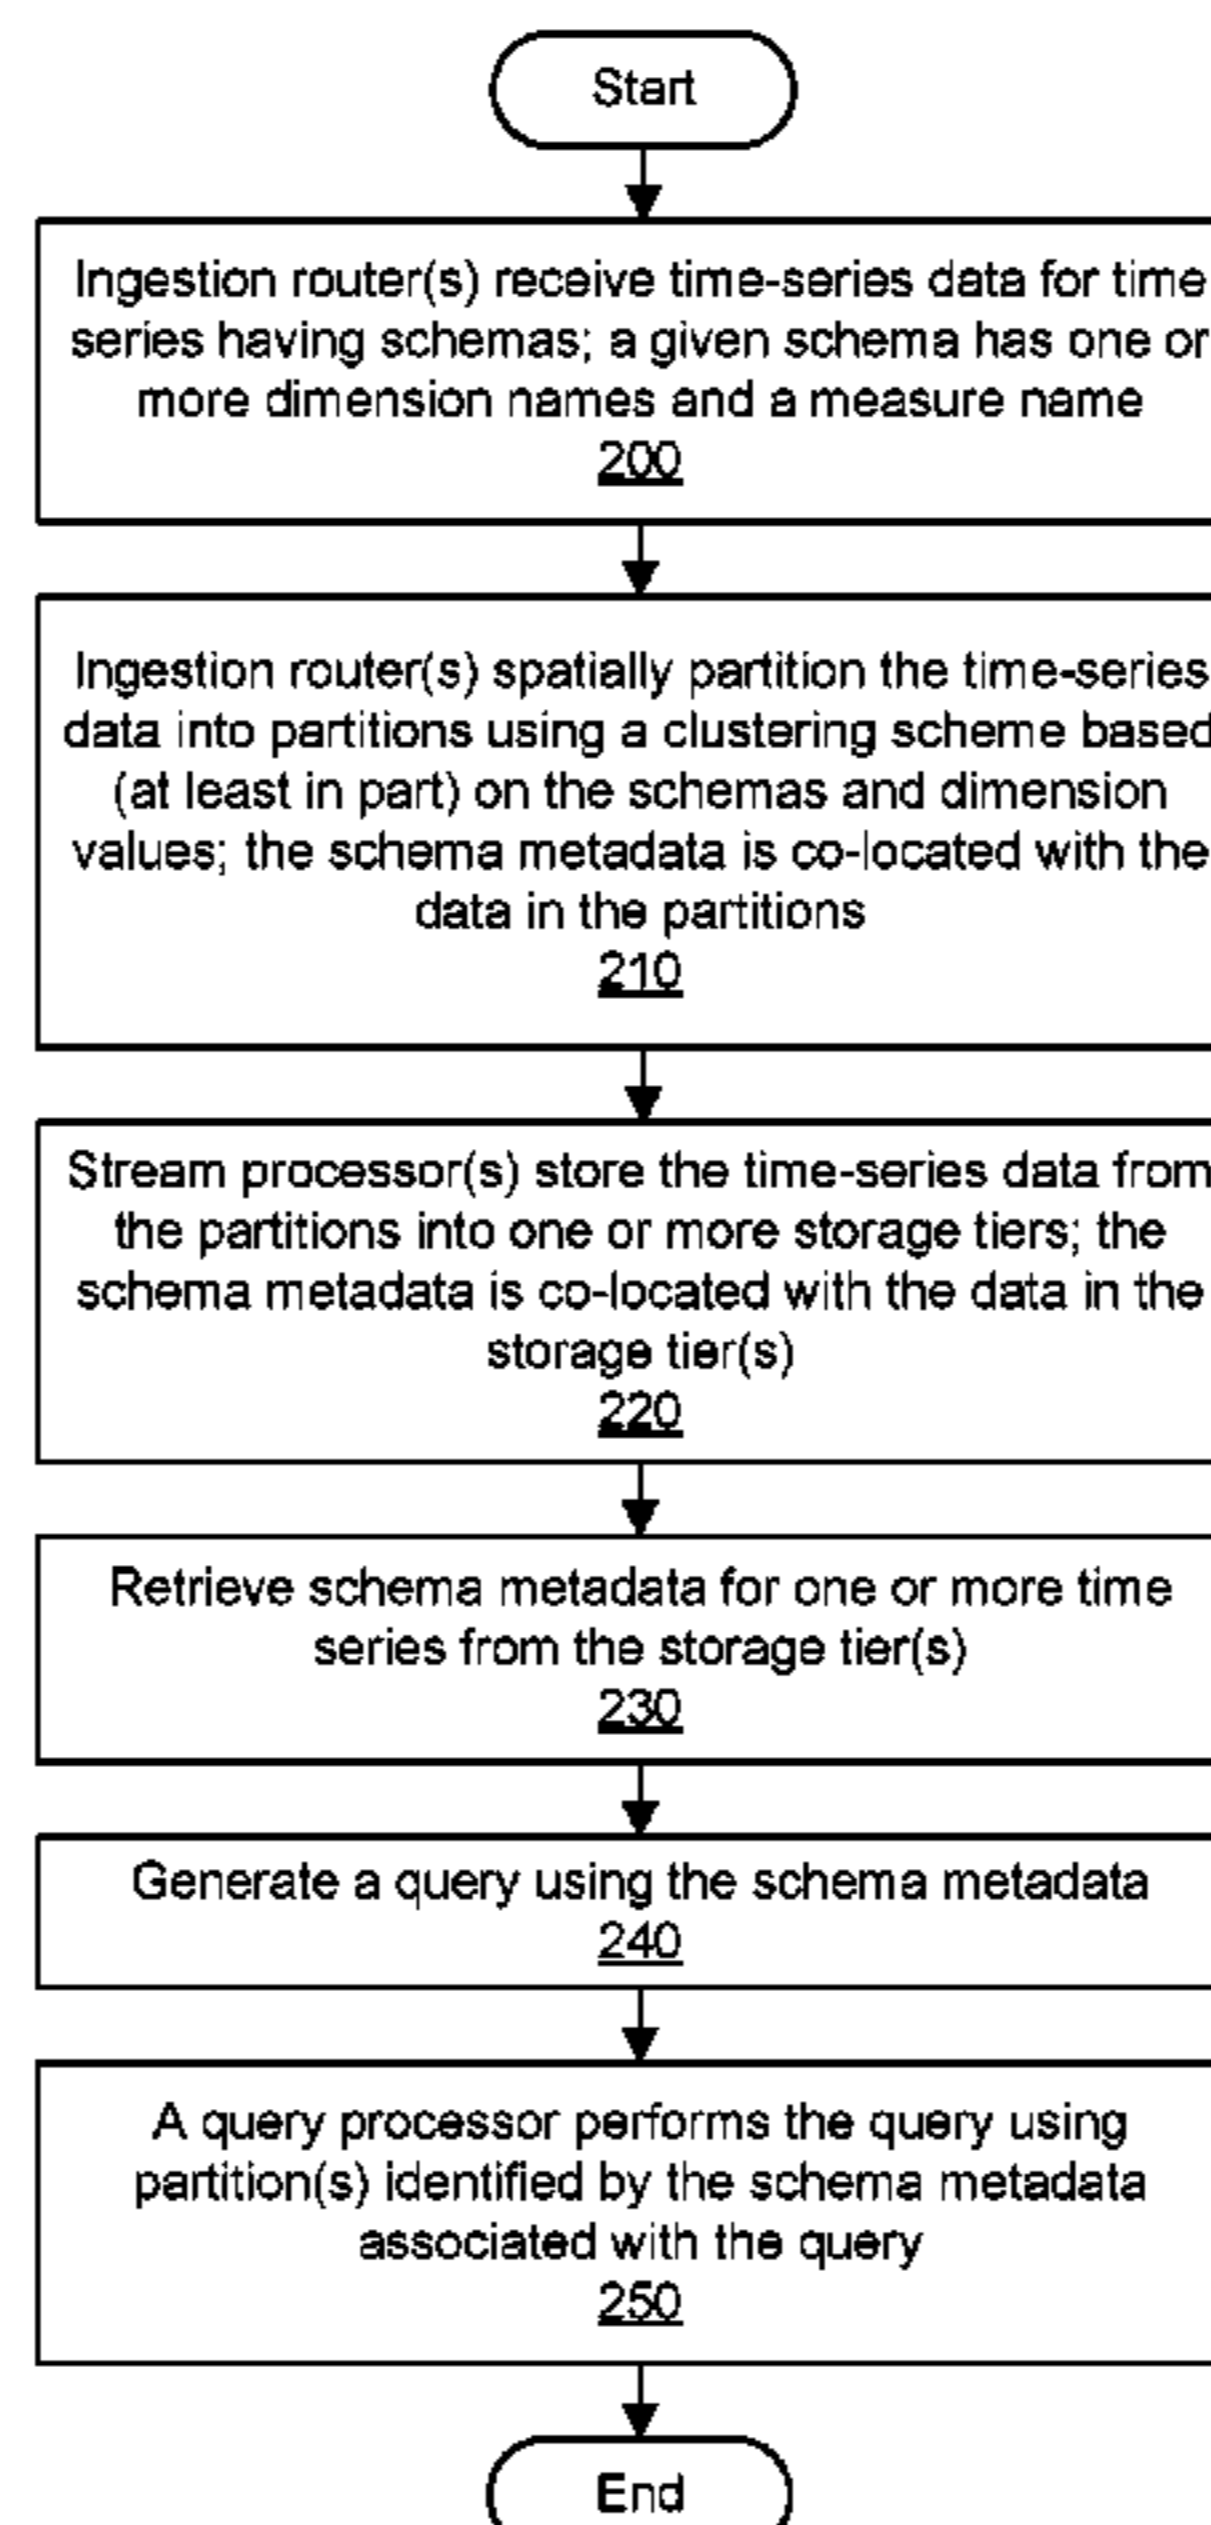 Start
Ingestion router(s) receive time-series data for time
series having schemas; a given schema has one or
more dimension names and a measure name
200
Ingestion router(s) spatially partition the time-series
data into partitions using a clustering scheme based
(at least in part) on the schemas and dimension
values; the schema metadata is co-located with the
data in the partitions
210
Stream processor(s) store the time-series data from
the partitions into one or more storage tiers; the
schema metadata is co-located with the data in the
storage tier(s)
220
Retrieve schema metadata for one or more time
series from the storage tier(s)
230
Generate a query using the schema metadata
240
A query processor performs the query using
partition(s) identified by the schema metadata
associated with the query
250
End